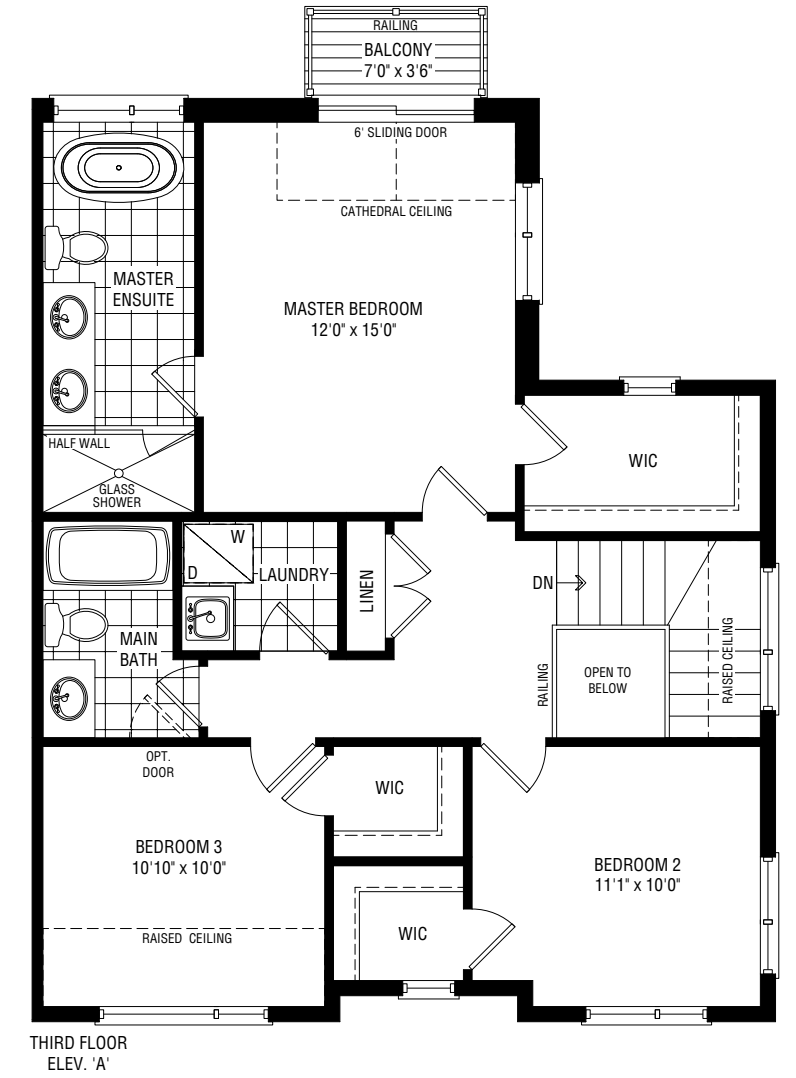 RAILING
BALCONY
7'0" x 3'6"
6' SLIDING DOOR
CATHEDRAL CEILING
MASTER
ENSUITE
MASTER BEDROOM
12'0" x 15'0"
HALF WALL
GLASS
SHOWER
WIC
W
D
LAUNDRY
LINEN
DN
MAIN
BATH
RAILING
OPEN TO
BELOW
RAISED CEILING
OPT.
DOOR
WIC
BEDROOM 3
10'10" x 10'0"
BEDROOM 2
11'1" x 10'0"
RAISED CEILING
WIC
THIRD FLOOR
ELEV. 'A'